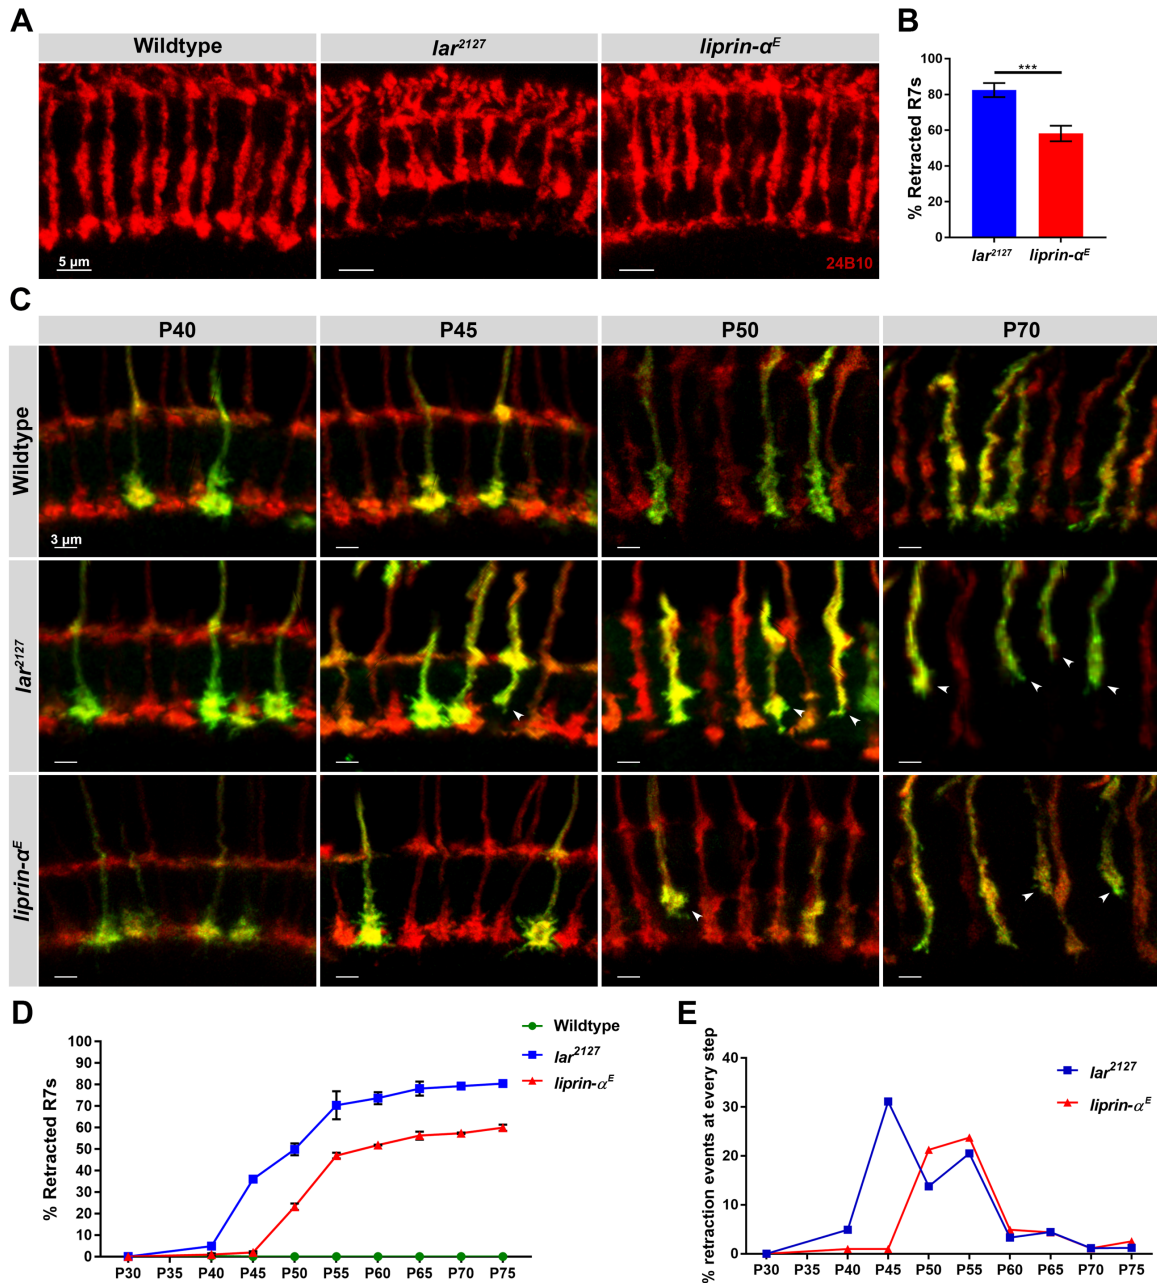 A
Wildtype
lar²¹²⁷
liprin-αᴱ
5 µm
24B10
B
% Retracted R7s
100
80
60
40
20
0
***
lar²¹²⁷
liprin-αᴱ
C
P40
P45
P50
P70
Wildtype
3 µm
lar²¹²⁷
liprin-αᴱ
D
Wildtype
lar²¹²⁷
liprin-αᴱ
% Retracted R7s
100
90
80
70
60
50
40
30
20
10
0
P30 P35 P40 P45 P50 P55 P60 P65 P70 P75
E
lar²¹²⁷
liprin-αᴱ
% retraction events at every step
40
30
20
10
0
P30 P35 P40 P45 P50 P55 P60 P65 P70 P75